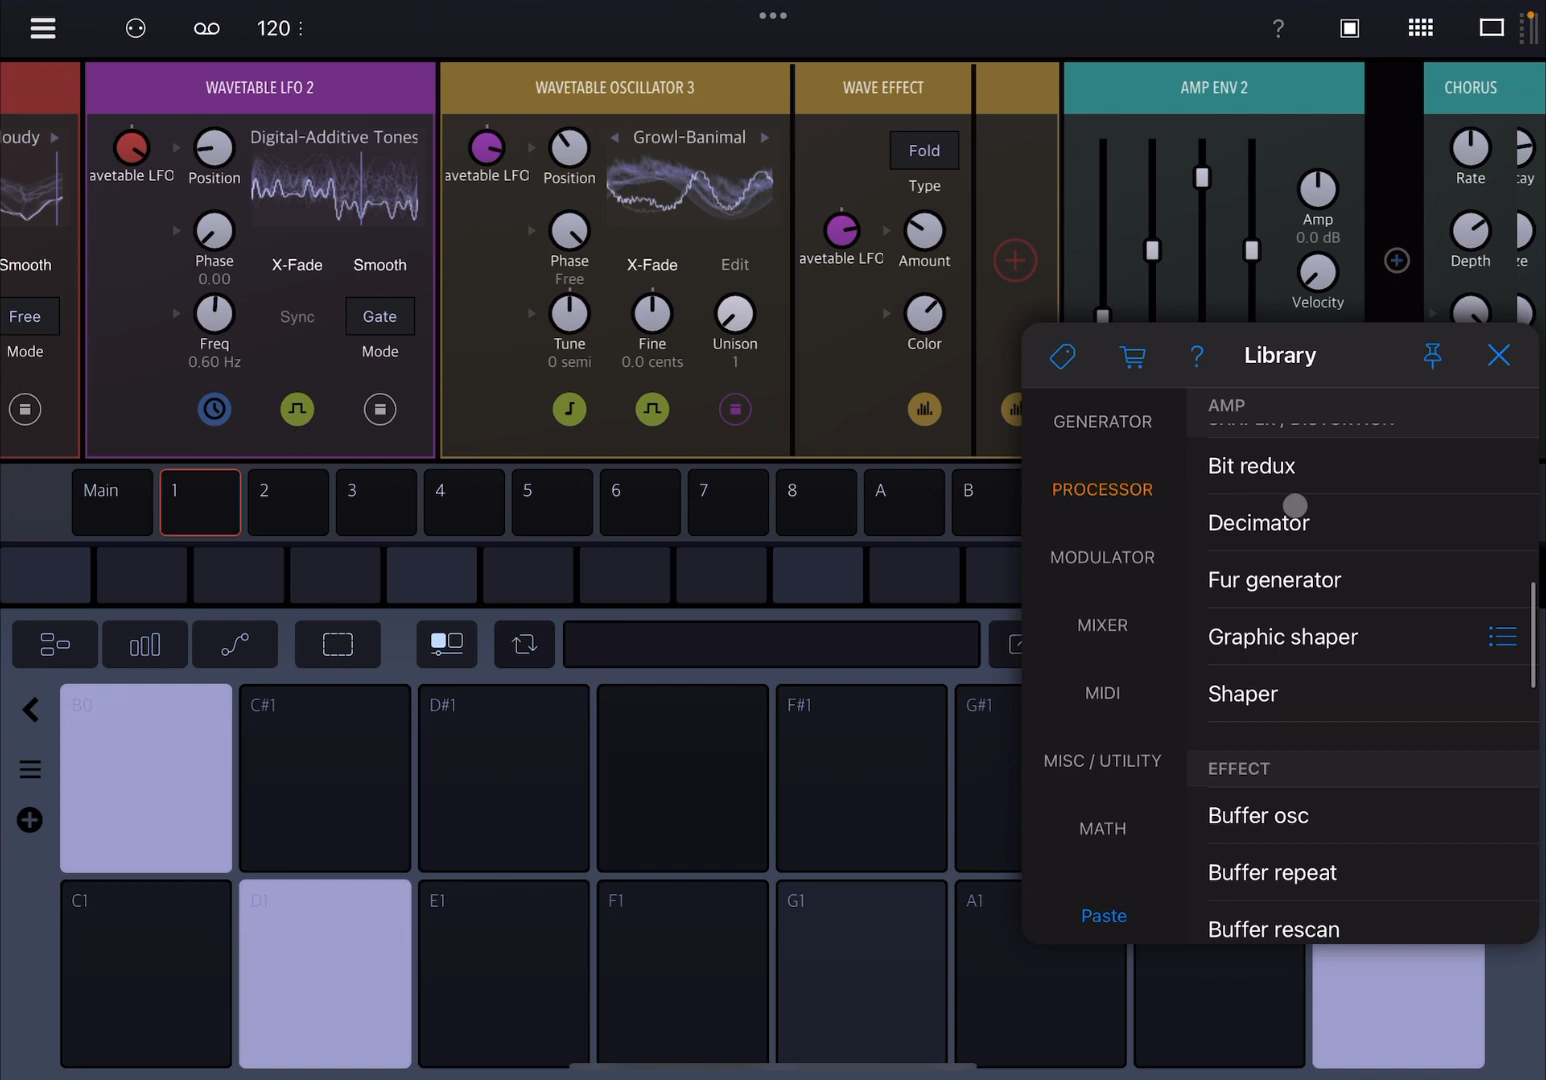 120
?
WAVETABLE LFO 2
WAVETABLE OSCILLATOR 3
WAVE EFFECT
AMP ENV 2
CHORUS
oudy
Digital-Additive Tones
Growl-Banimal
Fold
Type
avetable LFO
Position
avetable LFO
Position
Rate
ay
Amp
0.0 dB
Smooth
Phase
0.00
X-Fade
Smooth
Phase
Free
X-Fade
Edit
avetable LFO
Amount
Depth
ze
Velocity
Free
Mode
Freq
0.60 Hz
Sync
Gate
Mode
Tune
0 semi
Fine
0.0 cents
Unison
1
Color
? Library
GENERATOR
PROCESSOR
MODULATOR
MIXER
MIDI
MISC / UTILITY
MATH
Paste
AMP
Bit redux
Decimator
Fur generator
Graphic shaper
Shaper
EFFECT
Buffer osc
Buffer repeat
Buffer rescan
Main 1 2 3 4 5 6 7 8 A B
B0 C#1 D#1 F#1 G#1
C1 D1 E1 F1 G1 A1